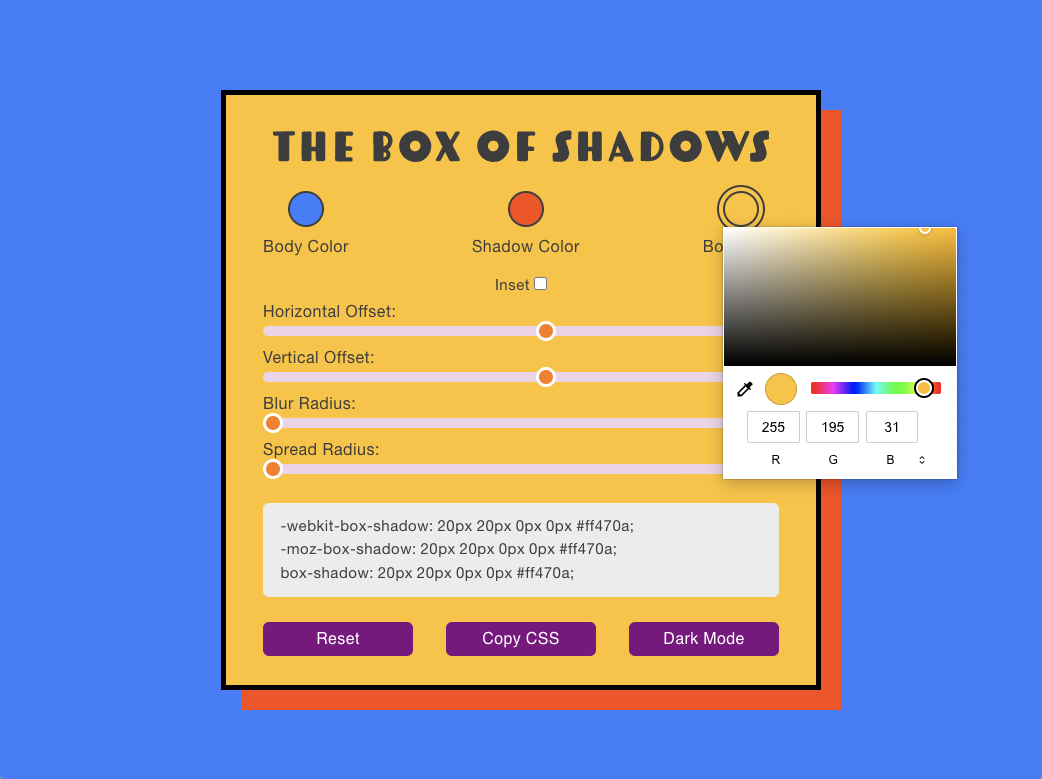 THE BOX OF SHADOWS
Body Color
Shadow Color
Inset
Horizontal Offset:
Vertical Offset:
Blur Radius:
Spread Radius:
255 195 31
R G B
-webkit-box-shadow: 20px 20px 0px 0px #ff470a;
-moz-box-shadow: 20px 20px 0px 0px #ff470a;
box-shadow: 20px 20px 0px 0px #ff470a;
Reset Copy CSS Dark Mode